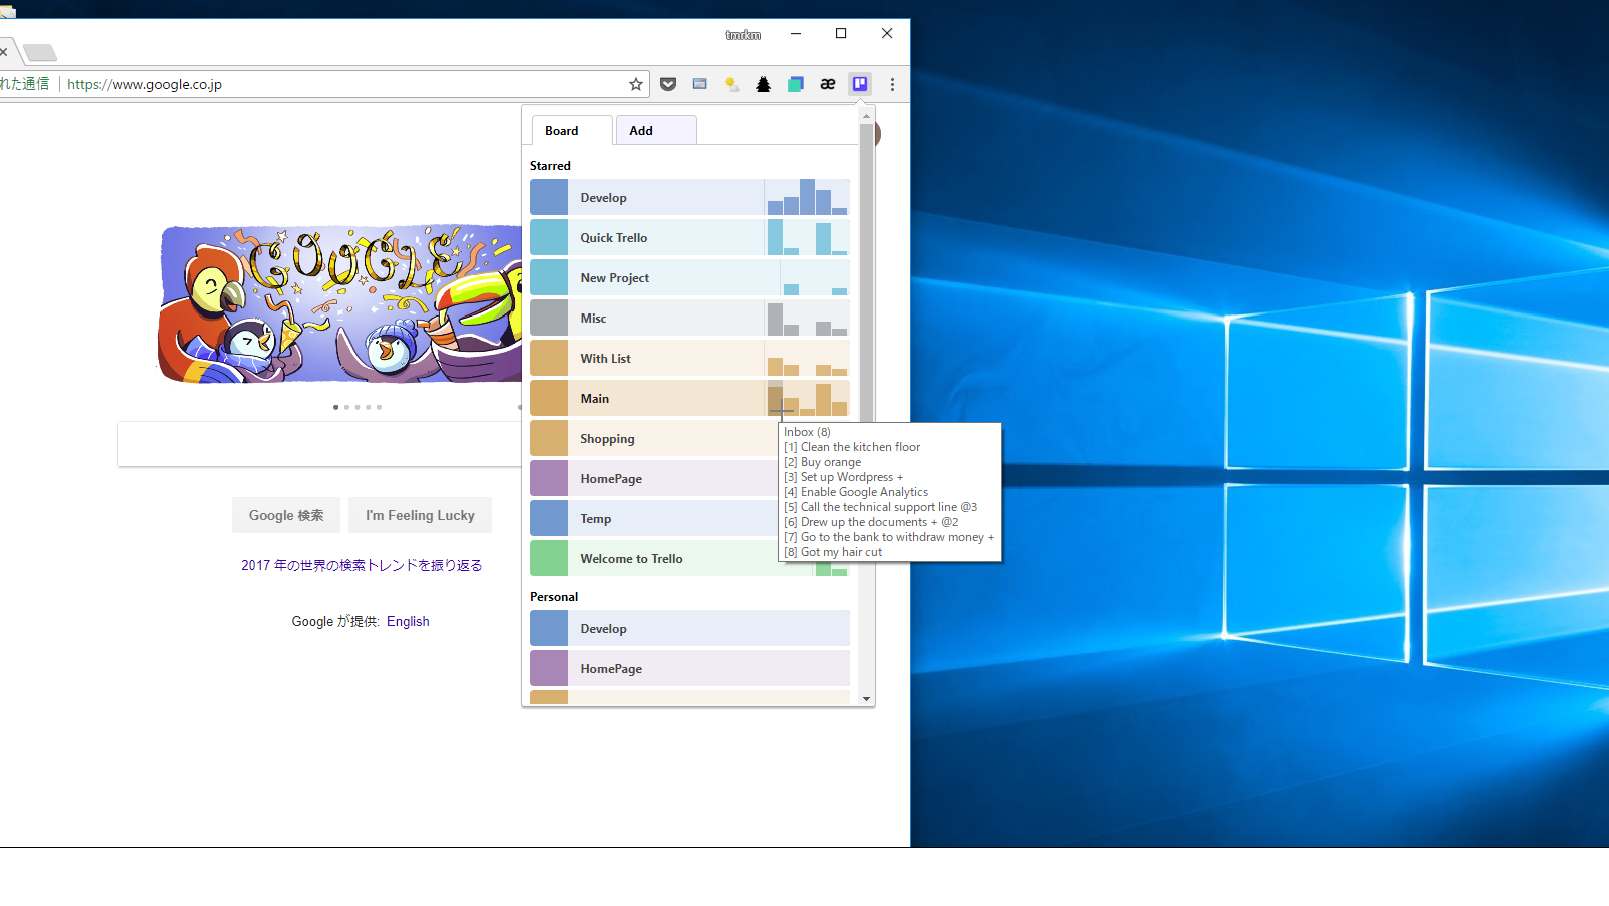 tmrkm
れた通信
https://www.google.co.jp
Board
Add
Starred
Develop
Quick Trello
New Project
Misc
With List
Main
Shopping
HomePage
Temp
Welcome to Trello
Personal
Develop
HomePage
Inbox (8)
[1] Clean the kitchen floor
[2] Buy orange
[3] Set up Wordpress +
[4] Enable Google Analytics
[5] Call the technical support line @3
[6] Drew up the documents + @2
[7] Go to the bank to withdraw money +
[8] Got my hair cut
GOOGLE
Google 検索
I'm Feeling Lucky
2017 年の世界の検索トレンドを振り返る
Google が提供: English
æ